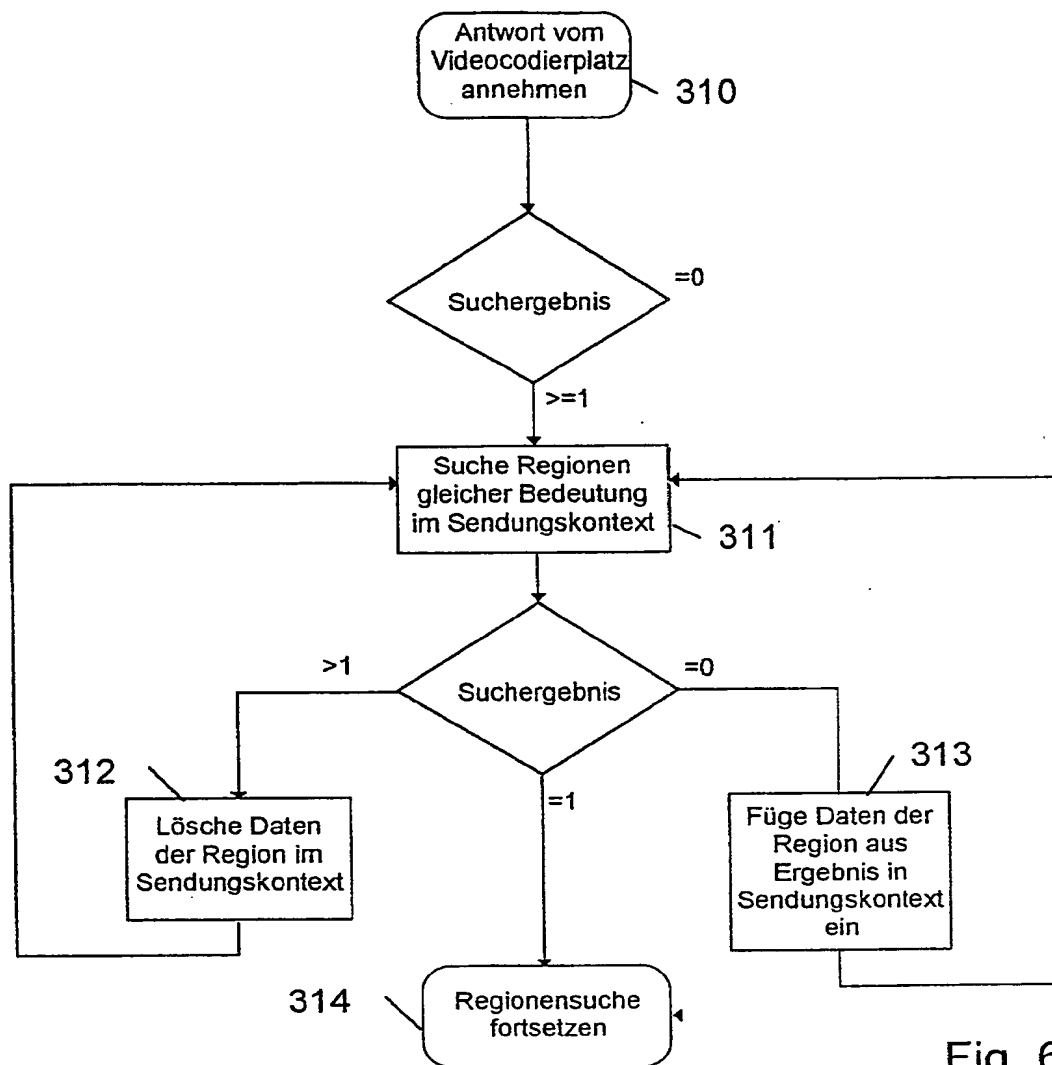 Antwort vom
Videocodierplatz
annehmen
310
=0
Suchergebnis
>=1
Suche Regionen
gleicher Bedeutung
im Sendungskontext
311
>1
=0
Suchergebnis
312
313
=1
Lösche Daten
der Region im
Sendungskontext
Füge Daten der
Region aus
Ergebnis in
Sendungskontext
ein
314
Regionensuche
fortsetzen
Fig. 6